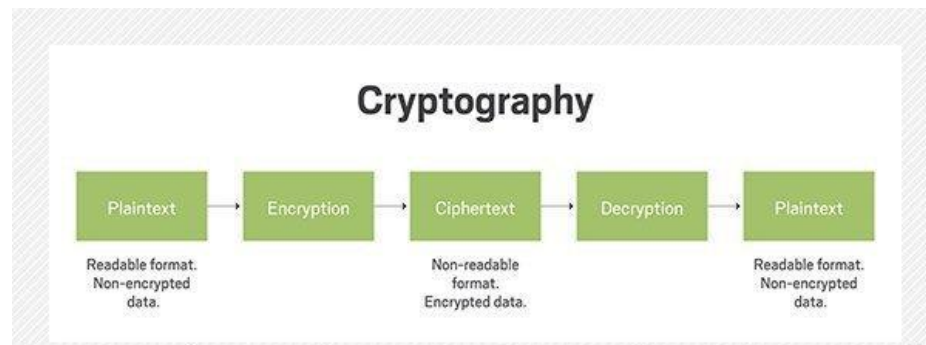 Cryptography
Plaintext
Encryption
Ciphertext
Decryption
Plaintext
Readable format.
Non-encrypted
data.
Non-readable
format.
Encrypted data.
Readable format.
Non-encrypted
data.